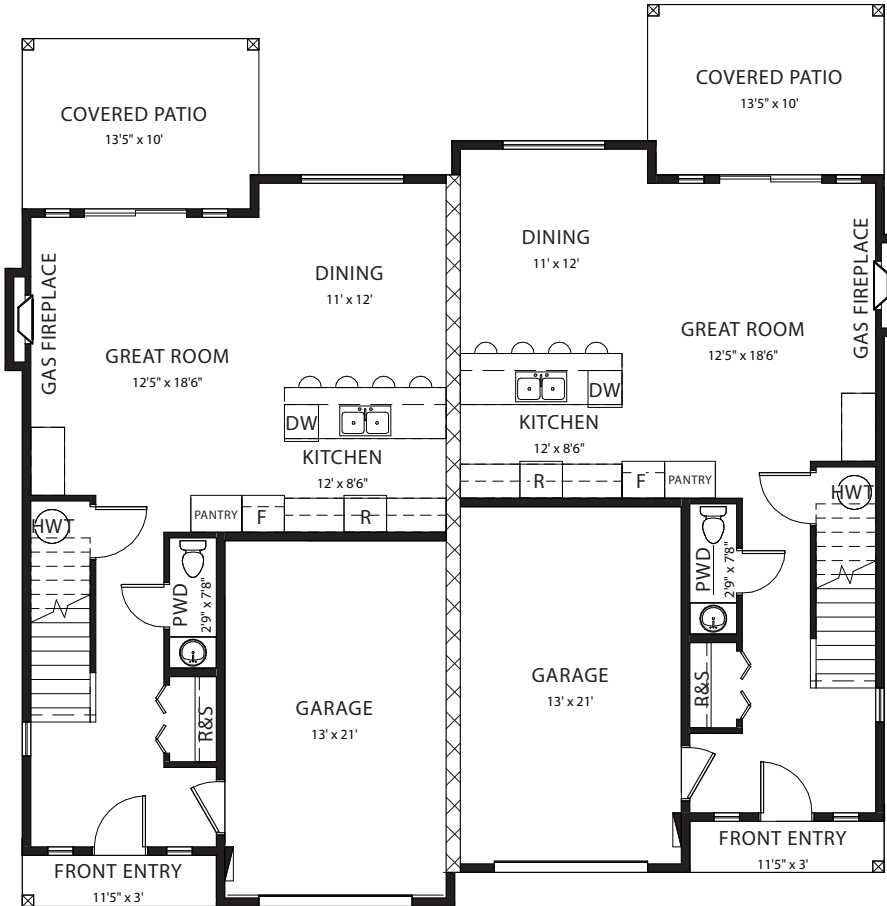 COVERED PATIO
13'5" x 10'
DINING
11' x 12'
GAS FIREPLACE
GREAT ROOM
12'5" x 18'6"
DW
KITCHEN
12' x 8'6"
PANTRY
F
R
HWT
PWD
2'9" x 7'8"
R&S
GARAGE
13' x 21'
FRONT ENTRY
11'5" x 3'
COVERED PATIO
13'5" x 10'
DINING
11' x 12'
GAS FIREPLACE
GREAT ROOM
12'5" x 18'6"
DW
KITCHEN
12' x 8'6"
R
F
PANTRY
HWT
PWD
2'9" x 7'8"
R&S
GARAGE
13' x 21'
FRONT ENTRY
11'5" x 3'